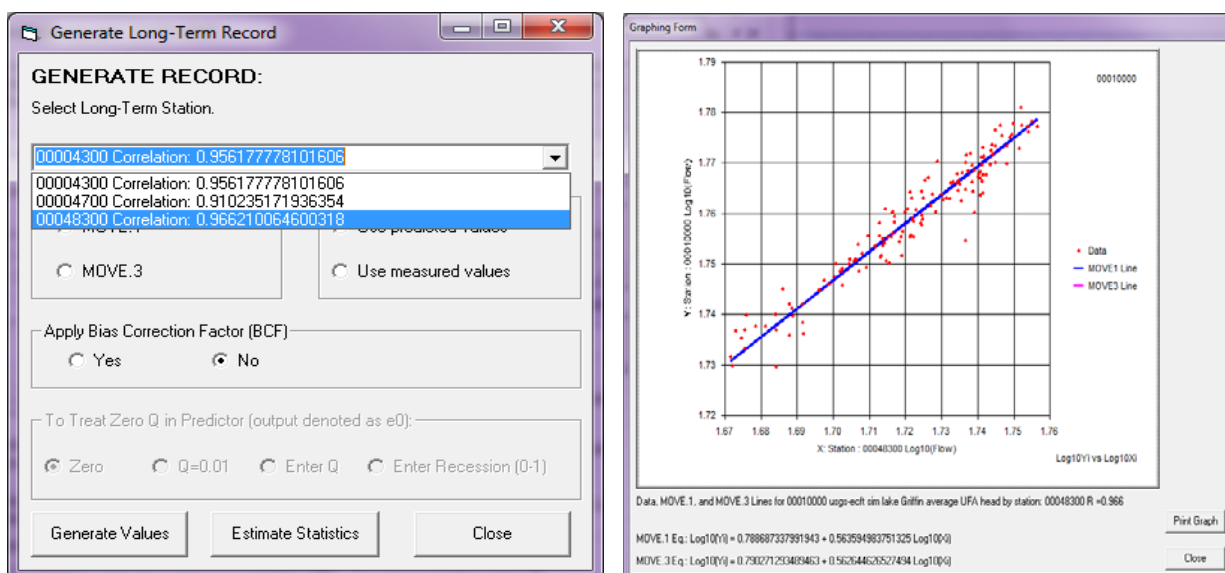 Generate Long-Term Record
GENERATE RECORD:
Select Long-Term Station.
00004300 Correlation: 0.956177778101606
00004300 Correlation: 0.956177778101606
00004700 Correlation: 0.910235171936354
00048300 Correlation: 0.966210064600318
MOVE.3
Use measured values
Apply Bias Correction Factor (BCF)
Yes
No
To Treat Zero Q in Predictor (output denoted as e0):
Zero
Q=0.01
Enter Q
Enter Recession (0-1)
Generate Values
Estimate Statistics
Close
Graphing Form
00010000
1.79
1.78
1.77
1.76
1.75
1.74
1.73
1.72
Y: Station : 00010000 Log10(Flow)
1.67 1.68 1.69 1.70 1.71 1.72 1.73 1.74 1.75 1.76
X: Station : 00048300 Log10(Flow)
Data
MOVE1 Line
MOVE3 Line
Log10Yi vs Log10Xi
Data, MOVE.1, and MOVE.3 Lines for 00010000 usgs-ecft sim lake Griffin average UFA head by station: 00048300 R =0.966
MOVE.1 Eq.: Log10(Yi) = 0.788687337991943 + 0.563594983751325 Log10(Xi)
MOVE.3 Eq.: Log10(Yi) = 0.790271293489463 + 0.562644626527494 Log10(Xi)
Print Graph
Close